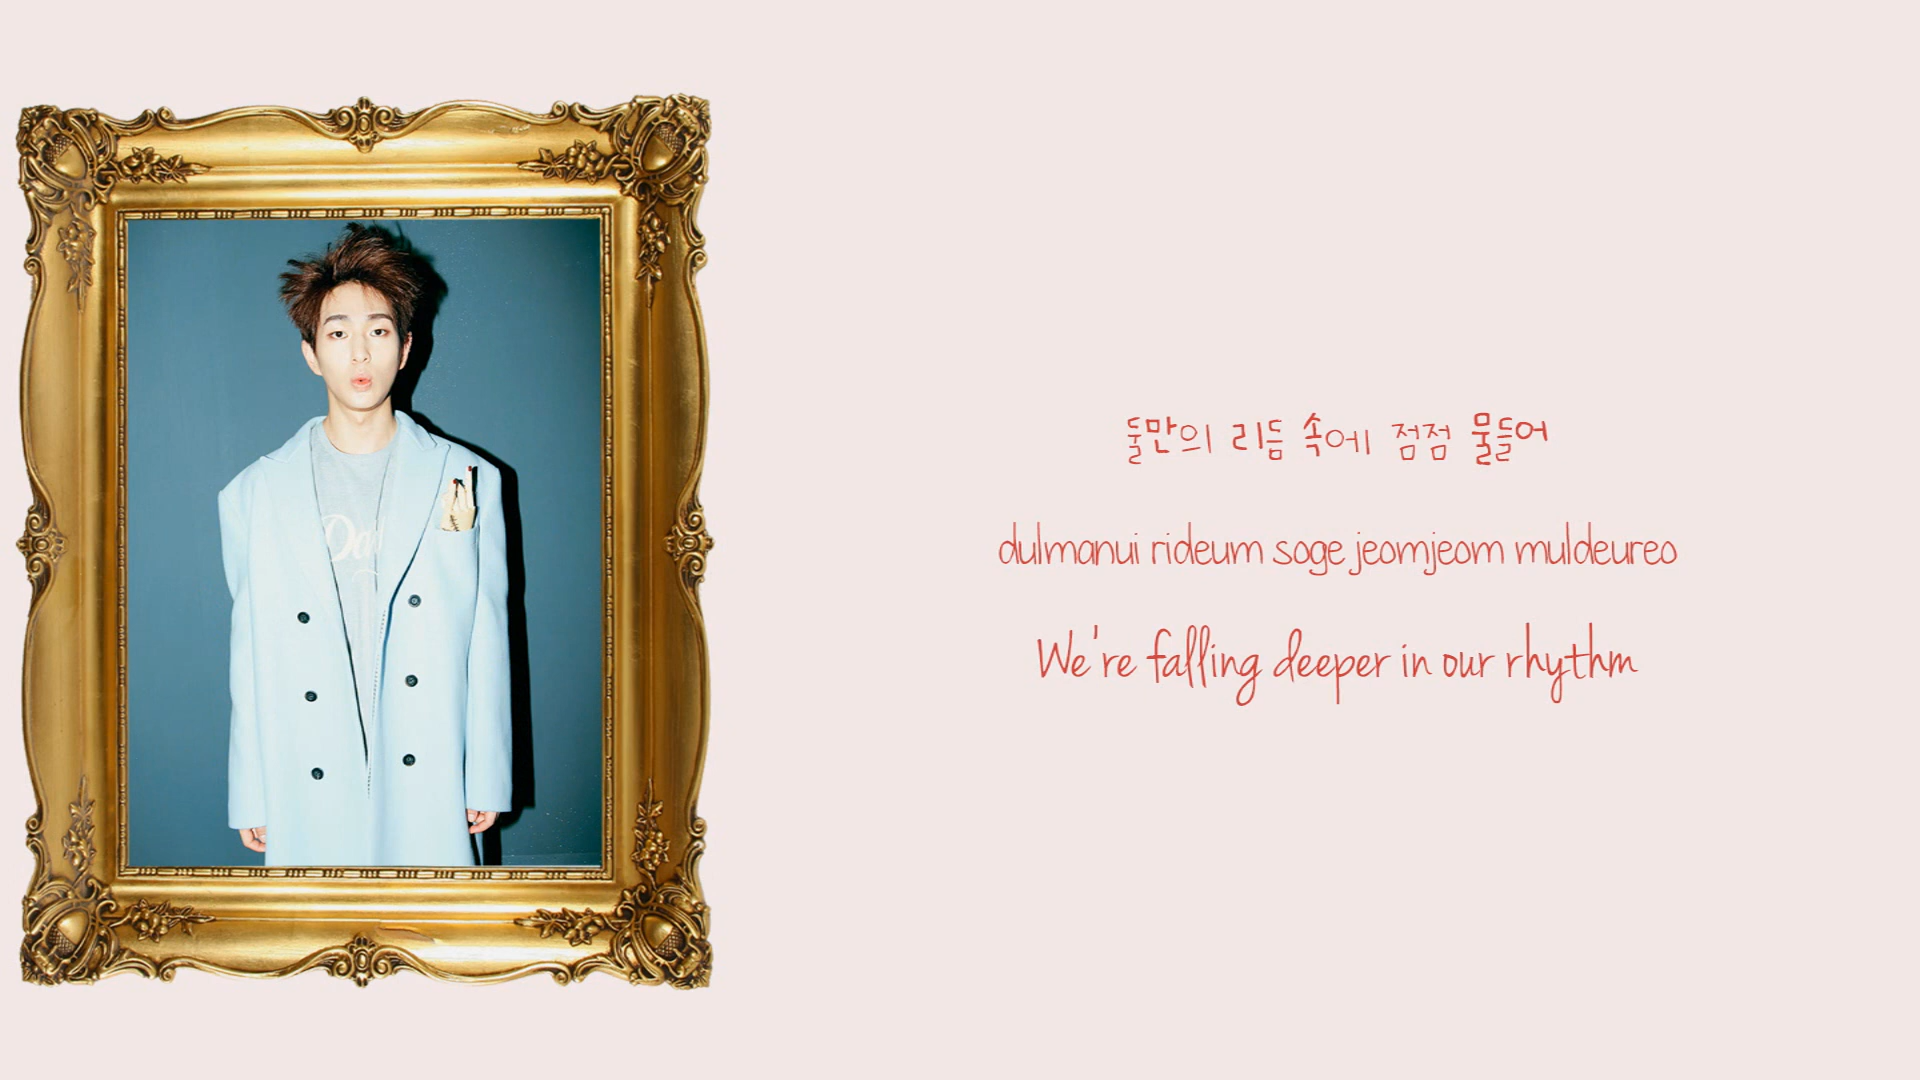 둘만의 리듬 속에 점점 물들어
dulmanui rideum soge jeomjeom muldeureo
We're falling deeper in our rhythm